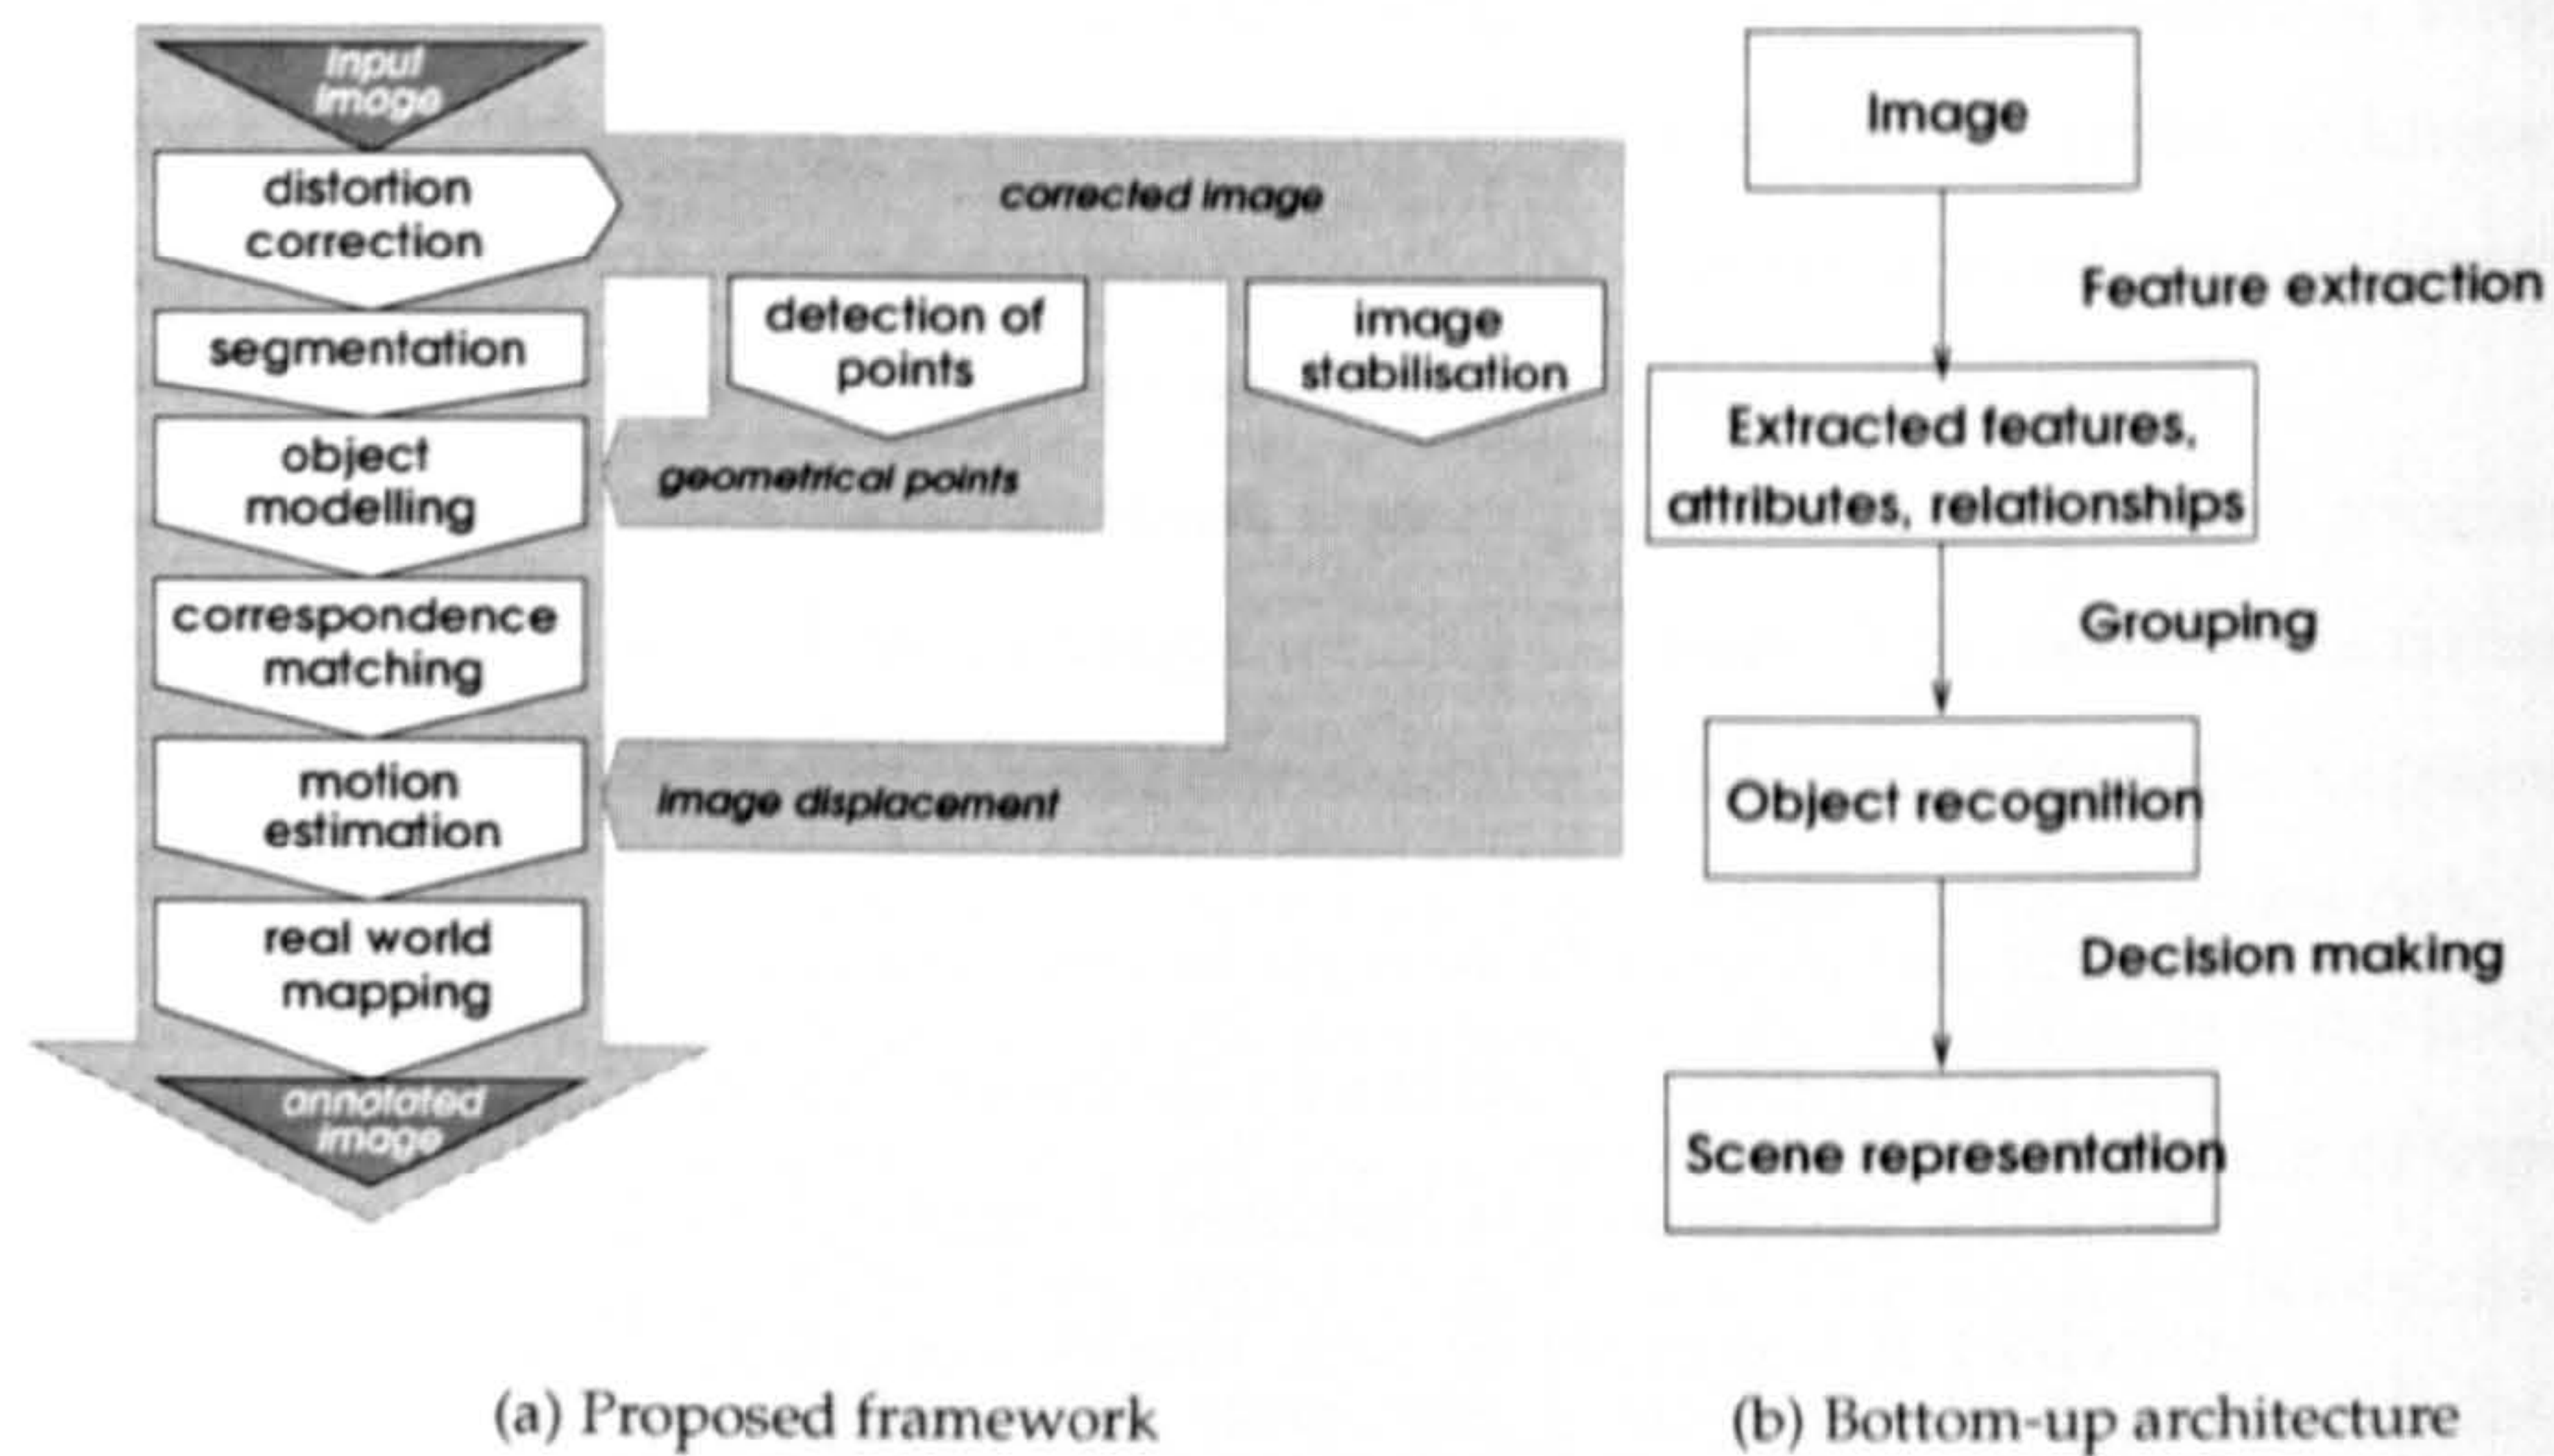 input
image
distortion
correction
corrected image
segmentation
detection of
points
image
stabilisation
object
modelling
geometrical points
correspondence
matching
motion
estimation
image displacement
real world
mapping
annotated
image
(a) Proposed framework
Image
Feature extraction
Extracted features,
attributes, relationships
Grouping
Object recognition
Decision making
Scene representation
(b) Bottom-up architecture